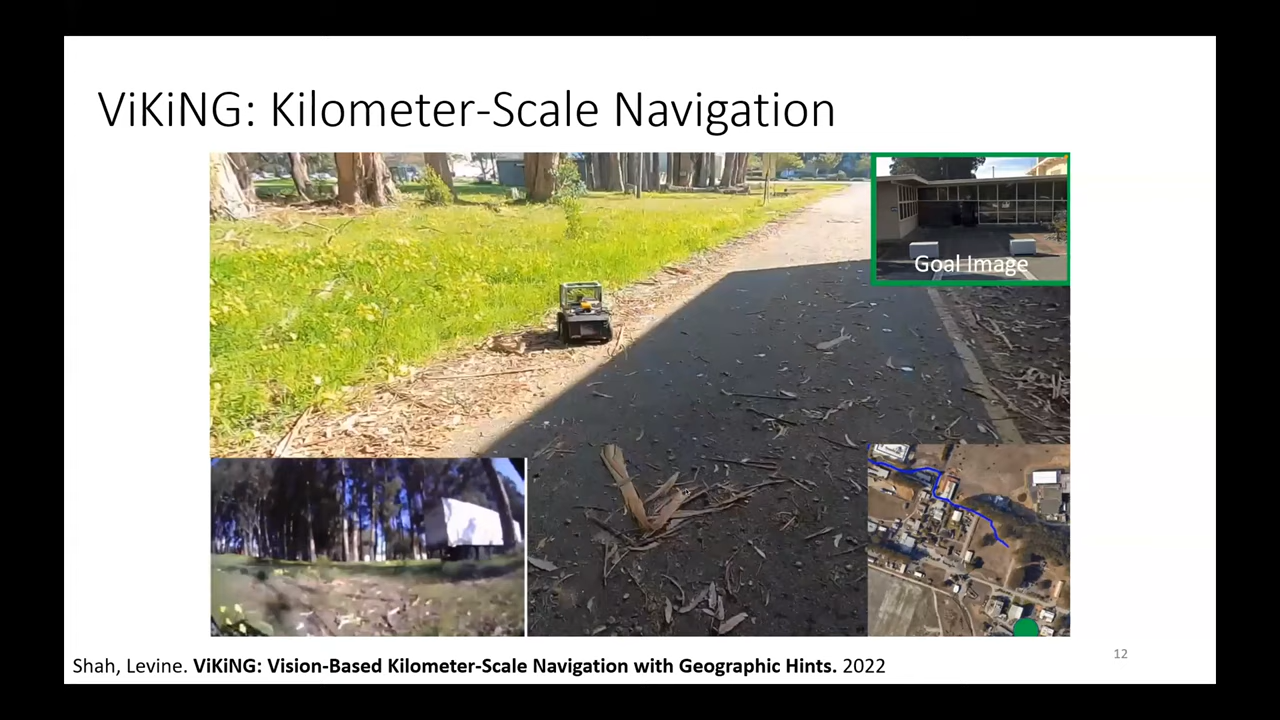 ViKiNG: Kilometer-Scale Navigation
Goal Image
Shah, Levine. ViKiNG: Vision-Based Kilometer-Scale Navigation with Geographic Hints. 2022
12